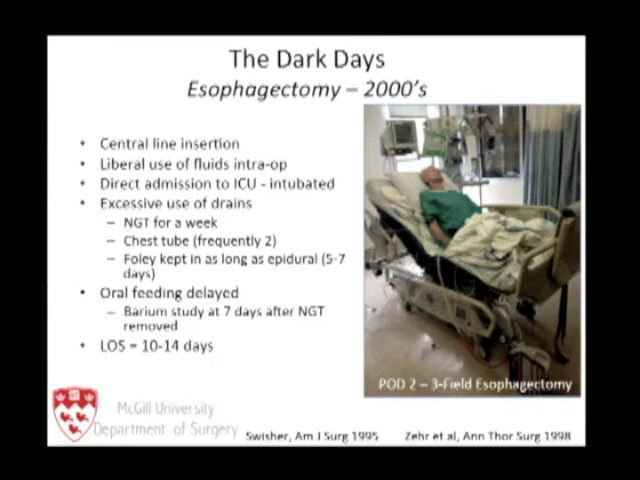 The Dark Days
Esophagectomy – 2000's
• Central line insertion
• Liberal use of fluids intra-op
• Direct admission to ICU - intubated
• Excessive use of drains
– NGT for a week
– Chest tube (frequently 2)
– Foley kept in as long as epidural (5-7
days)
• Oral feeding delayed
– Barium study at 7 days after NGT
removed
• LOS = 10-14 days
POD 2 – 3-Field Esophagectomy
McGill University
Department of Surgery
Swisher, Am J Surg 1995
Zehr et al, Ann Thor Surg 1998